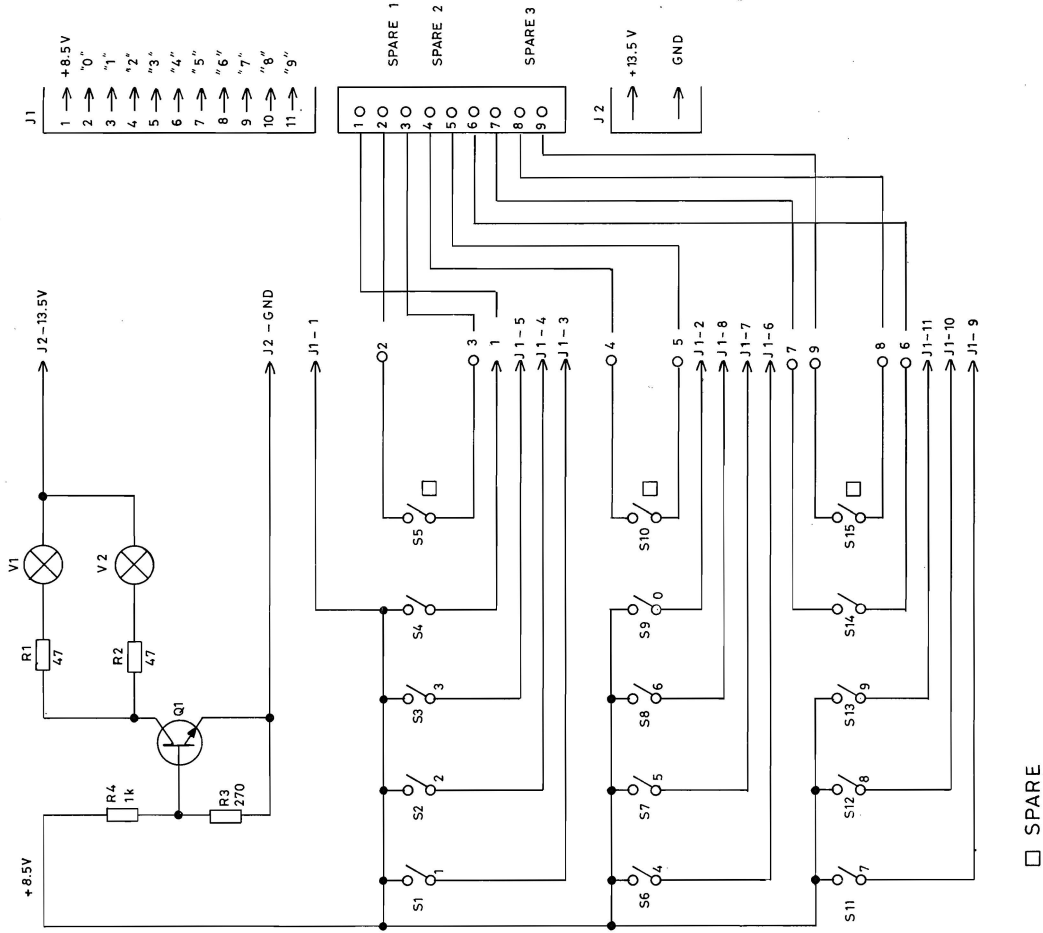 J1
1 → +8.5V
2 → "0"
3 → "1"
4 → "2"
5 → "3"
6 → "4"
7 → "5"
8 → "6"
9 → "7"
10 → "8"
11 → "9"
SPARE 1
SPARE 2
SPARE 3
1
2
3
4
5
6
7
8
9
J2
+13.5 V
GND
J2-13.5V
J2-GND
V1
V2
R1
47
R2
47
Q1
R4
1k
R3
270
+8.5V
J1-1
2
3
1
J1-5
J1-4
J1-3
S5
S4
S3
3
S2
2
S1
1
4
5
J1-2
J1-8
J1-7
J1-6
S10
S9
0
S8
6
S7
5
S6
4
7
9
8
6
J1-11
J1-10
J1-9
S15
S14
S13
9
S12
8
S11
7
□ SPARE